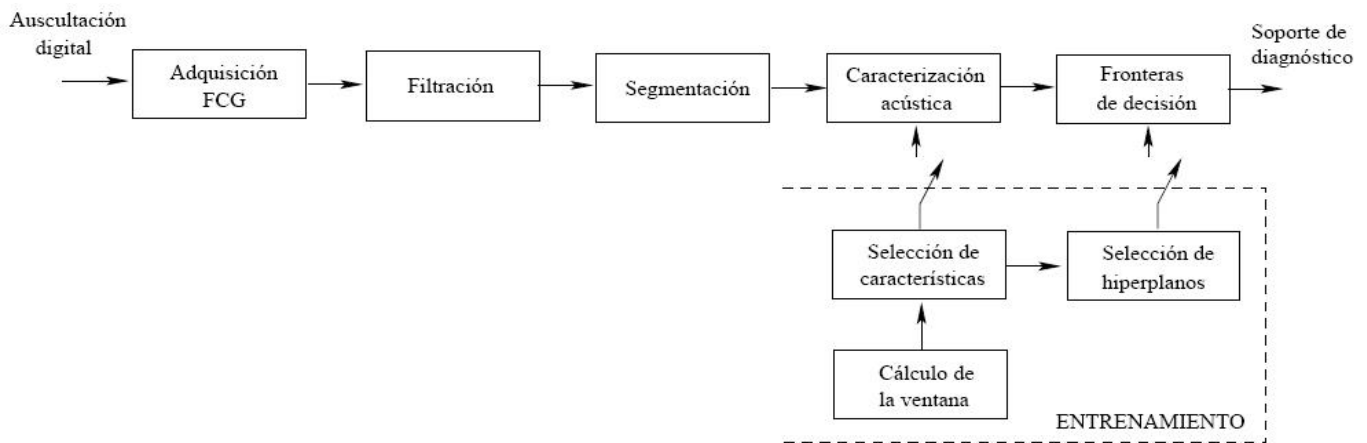 Auscultación
digital
Adquisición
FCG
Filtración
Segmentación
Caracterización
acústica
Fronteras
de decisión
Soporte de
diagnóstico
Selección de
características
Selección de
hiperplanos
Cálculo de
la ventana
ENTRENAMIENTO